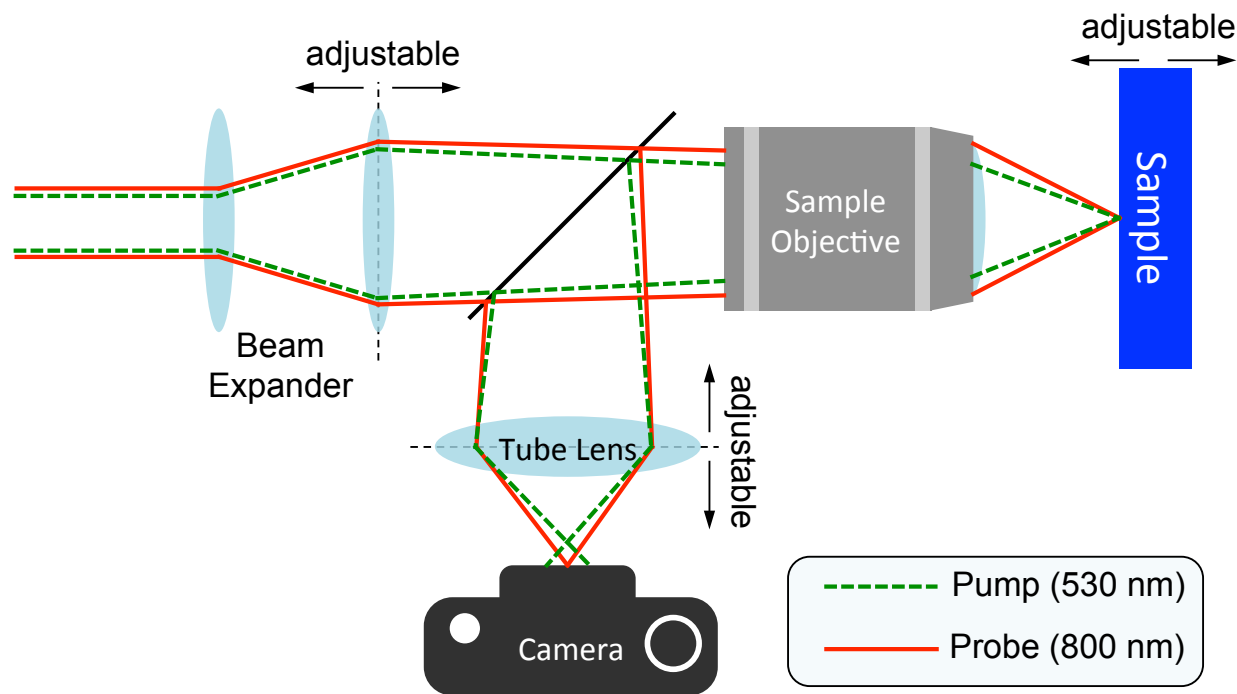 adjustable
adjustable
Sample
Sample
Objective
Beam
Expander
adjustable
Tube Lens
Camera
Pump (530 nm)
Probe (800 nm)